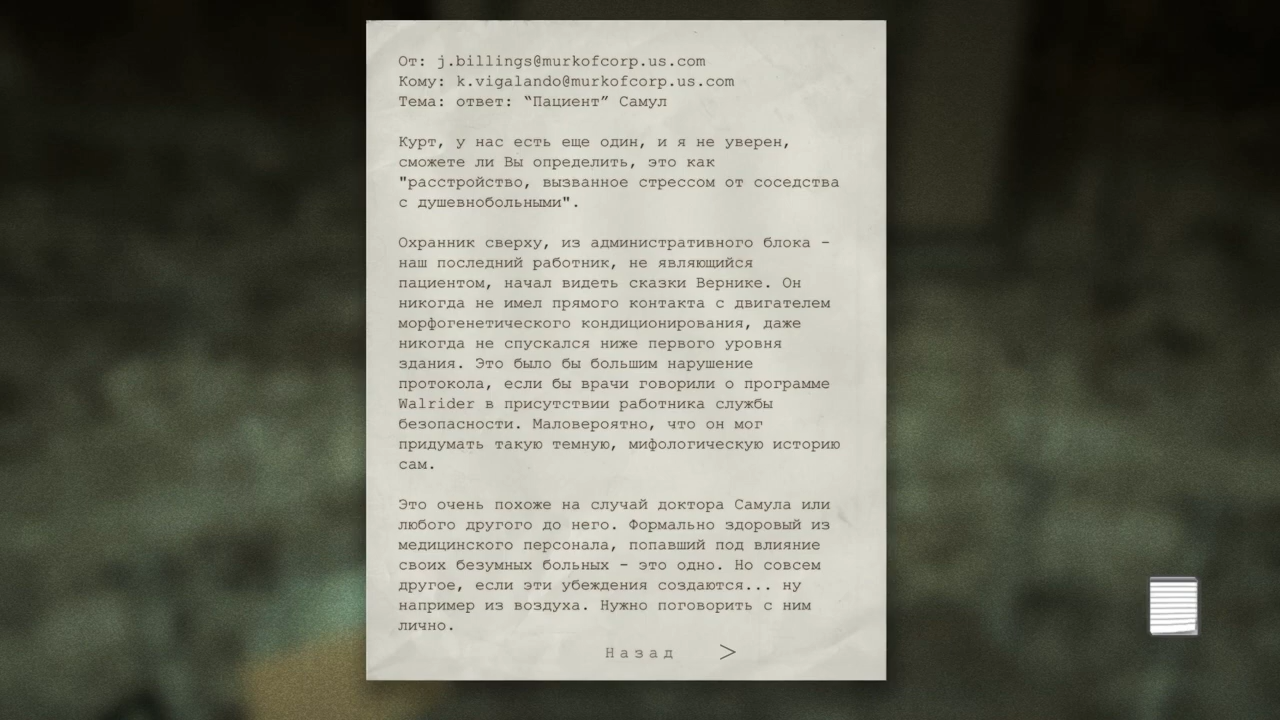 От: j.billings@murkofcorp.us.com
Кому: k.vigalando@murkofcorp.us.com
Тема: ответ: “Пациент” Самул
Курт, у нас есть еще один, и я не уверен,
сможете ли Вы определить, это как
"расстройство, вызванное стрессом от соседства
с душевнобольными".
Охранник сверху, из административного блока –
наш последний работник, не являющийся
пациентом, начал видеть сказки Вернике. Он
никогда не имел прямого контакта с двигателем
морфогенетического кондиционирования, даже
никогда не спускался ниже первого уровня
здания. Это было бы большим нарушение
протокола, если бы врачи говорили о программе
Walrider в присутствии работника службы
безопасности. Маловероятно, что он мог
придумать такую темную, мифологическую историю
сам.
Это очень похоже на случай доктора Самула или
любого другого до него. Формально здоровый из
медицинского персонала, попавший под влияние
своих безумных больных – это одно. Но совсем
другое, если эти убеждения создаются... ну
например из воздуха. Нужно поговорить с ним
лично.
Назад >